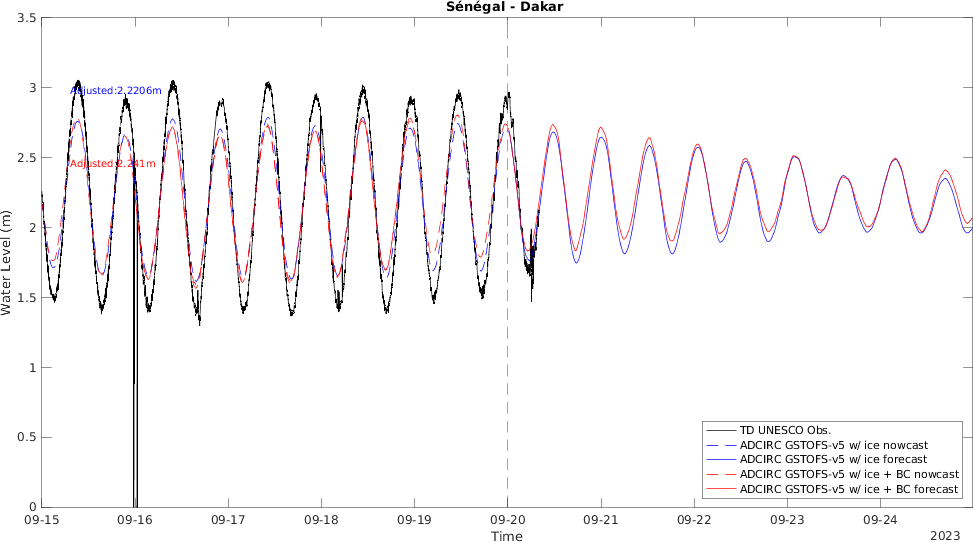 Sénégal - Dakar
3.5
3
2.5
2
1.5
1
0.5
0
Water Level (m)
Adjusted:2.2206m
Adjusted:2.241m
TD UNESCO Obs.
ADCIRC GSTOFS-v5 w/ ice nowcast
ADCIRC GSTOFS-v5 w/ ice forecast
ADCIRC GSTOFS-v5 w/ ice + BC nowcast
ADCIRC GSTOFS-v5 w/ ice + BC forecast
09-15 09-16 09-17 09-18 09-19 09-20 09-21 09-22 09-23 09-24
Time
2023